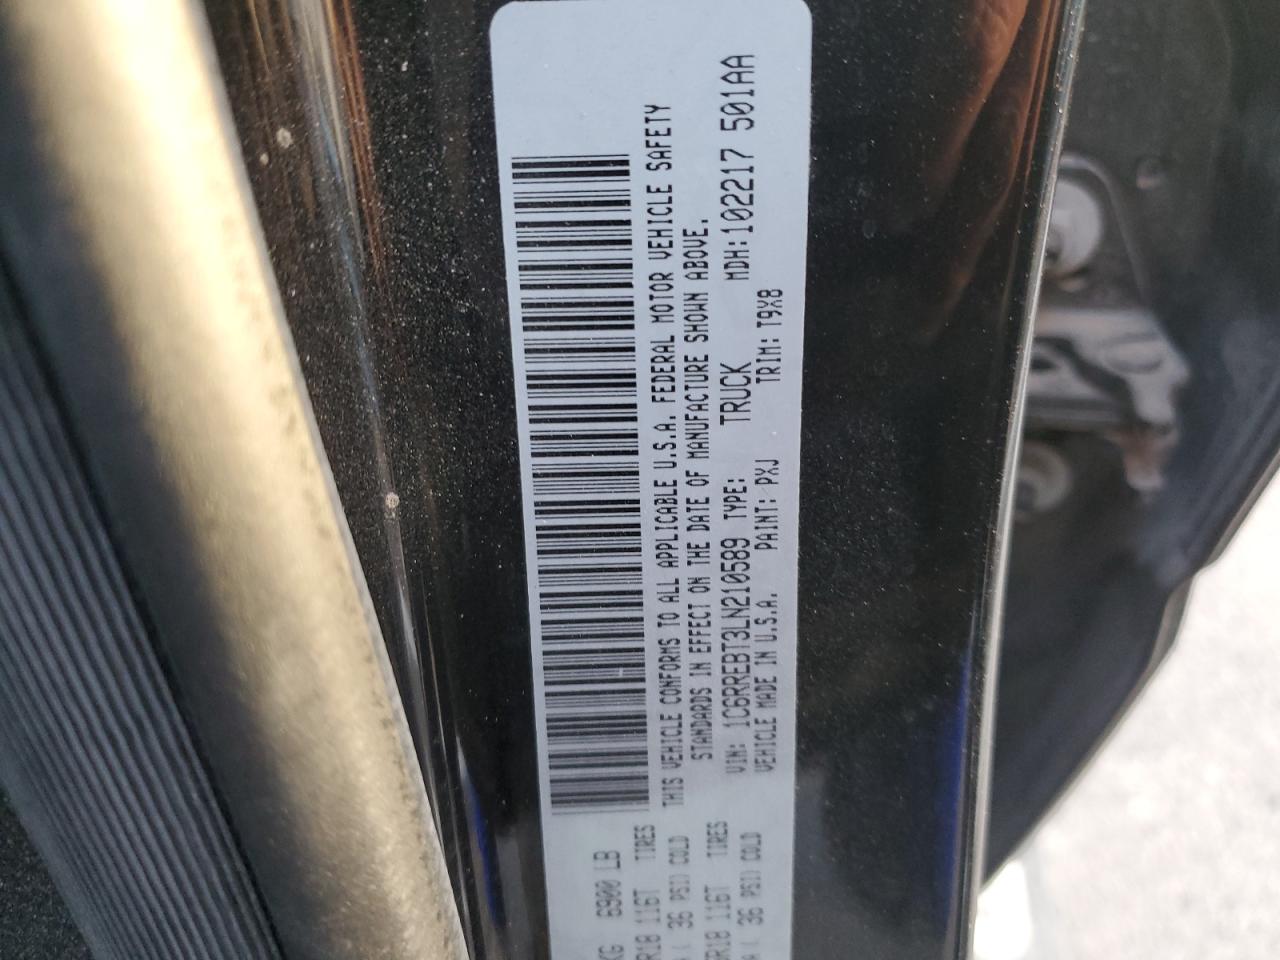 KG 6900 LB
R18 116T TIRES
( 36 PSI) COLD
R18 116T TIRES
( 36 PSI) COLD
THIS VEHICLE CONFORMS TO ALL APPLICABLE U.S.A. FEDERAL MOTOR VEHICLE SAFETY
STANDARDS IN EFFECT ON THE DATE OF MANUFACTURE SHOWN ABOVE.
VIN: 1C6RREBT3LN210589 TYPE: TRUCK MDH:102217 501AA
VEHICLE MADE IN U.S.A. PAINT: PXJ TRIM: T9X8